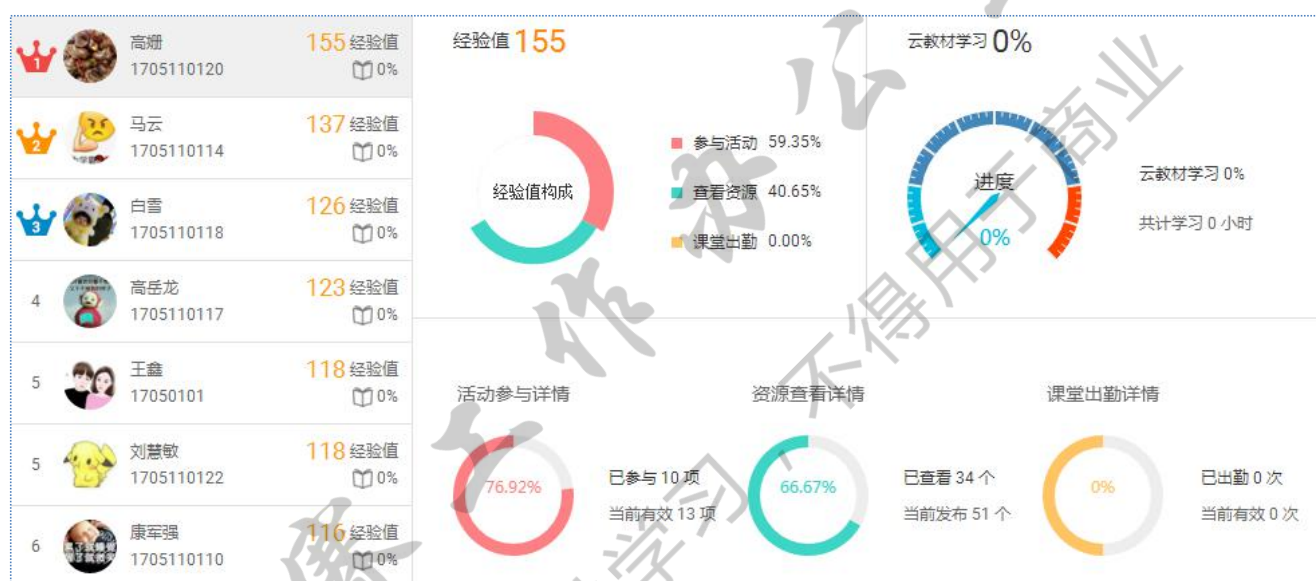 1
高姗
155 经验值
1705110120
0%
2
马云
137 经验值
1705110114
0%
3
白雪
126 经验值
1705110118
0%
4
高岳龙
123 经验值
1705110117
0%
5
王鑫
118 经验值
17050101
0%
5
刘慧敏
118 经验值
1705110122
0%
6
康军强
116 经验值
1705110110
0%
经验值 155
经验值构成
参与活动 59.35%
查看资源 40.65%
课堂出勤 0.00%
云教材学习 0%
进度
0%
云教材学习 0%
共计学习 0 小时
活动参与详情
76.92%
已参与 10 项
当前有效 13 项
资源查看详情
66.67%
已查看 34 个
当前发布 51 个
课堂出勤详情
0%
已出勤 0 次
当前有效 0 次
赛工作办公
学习，不得用于商业